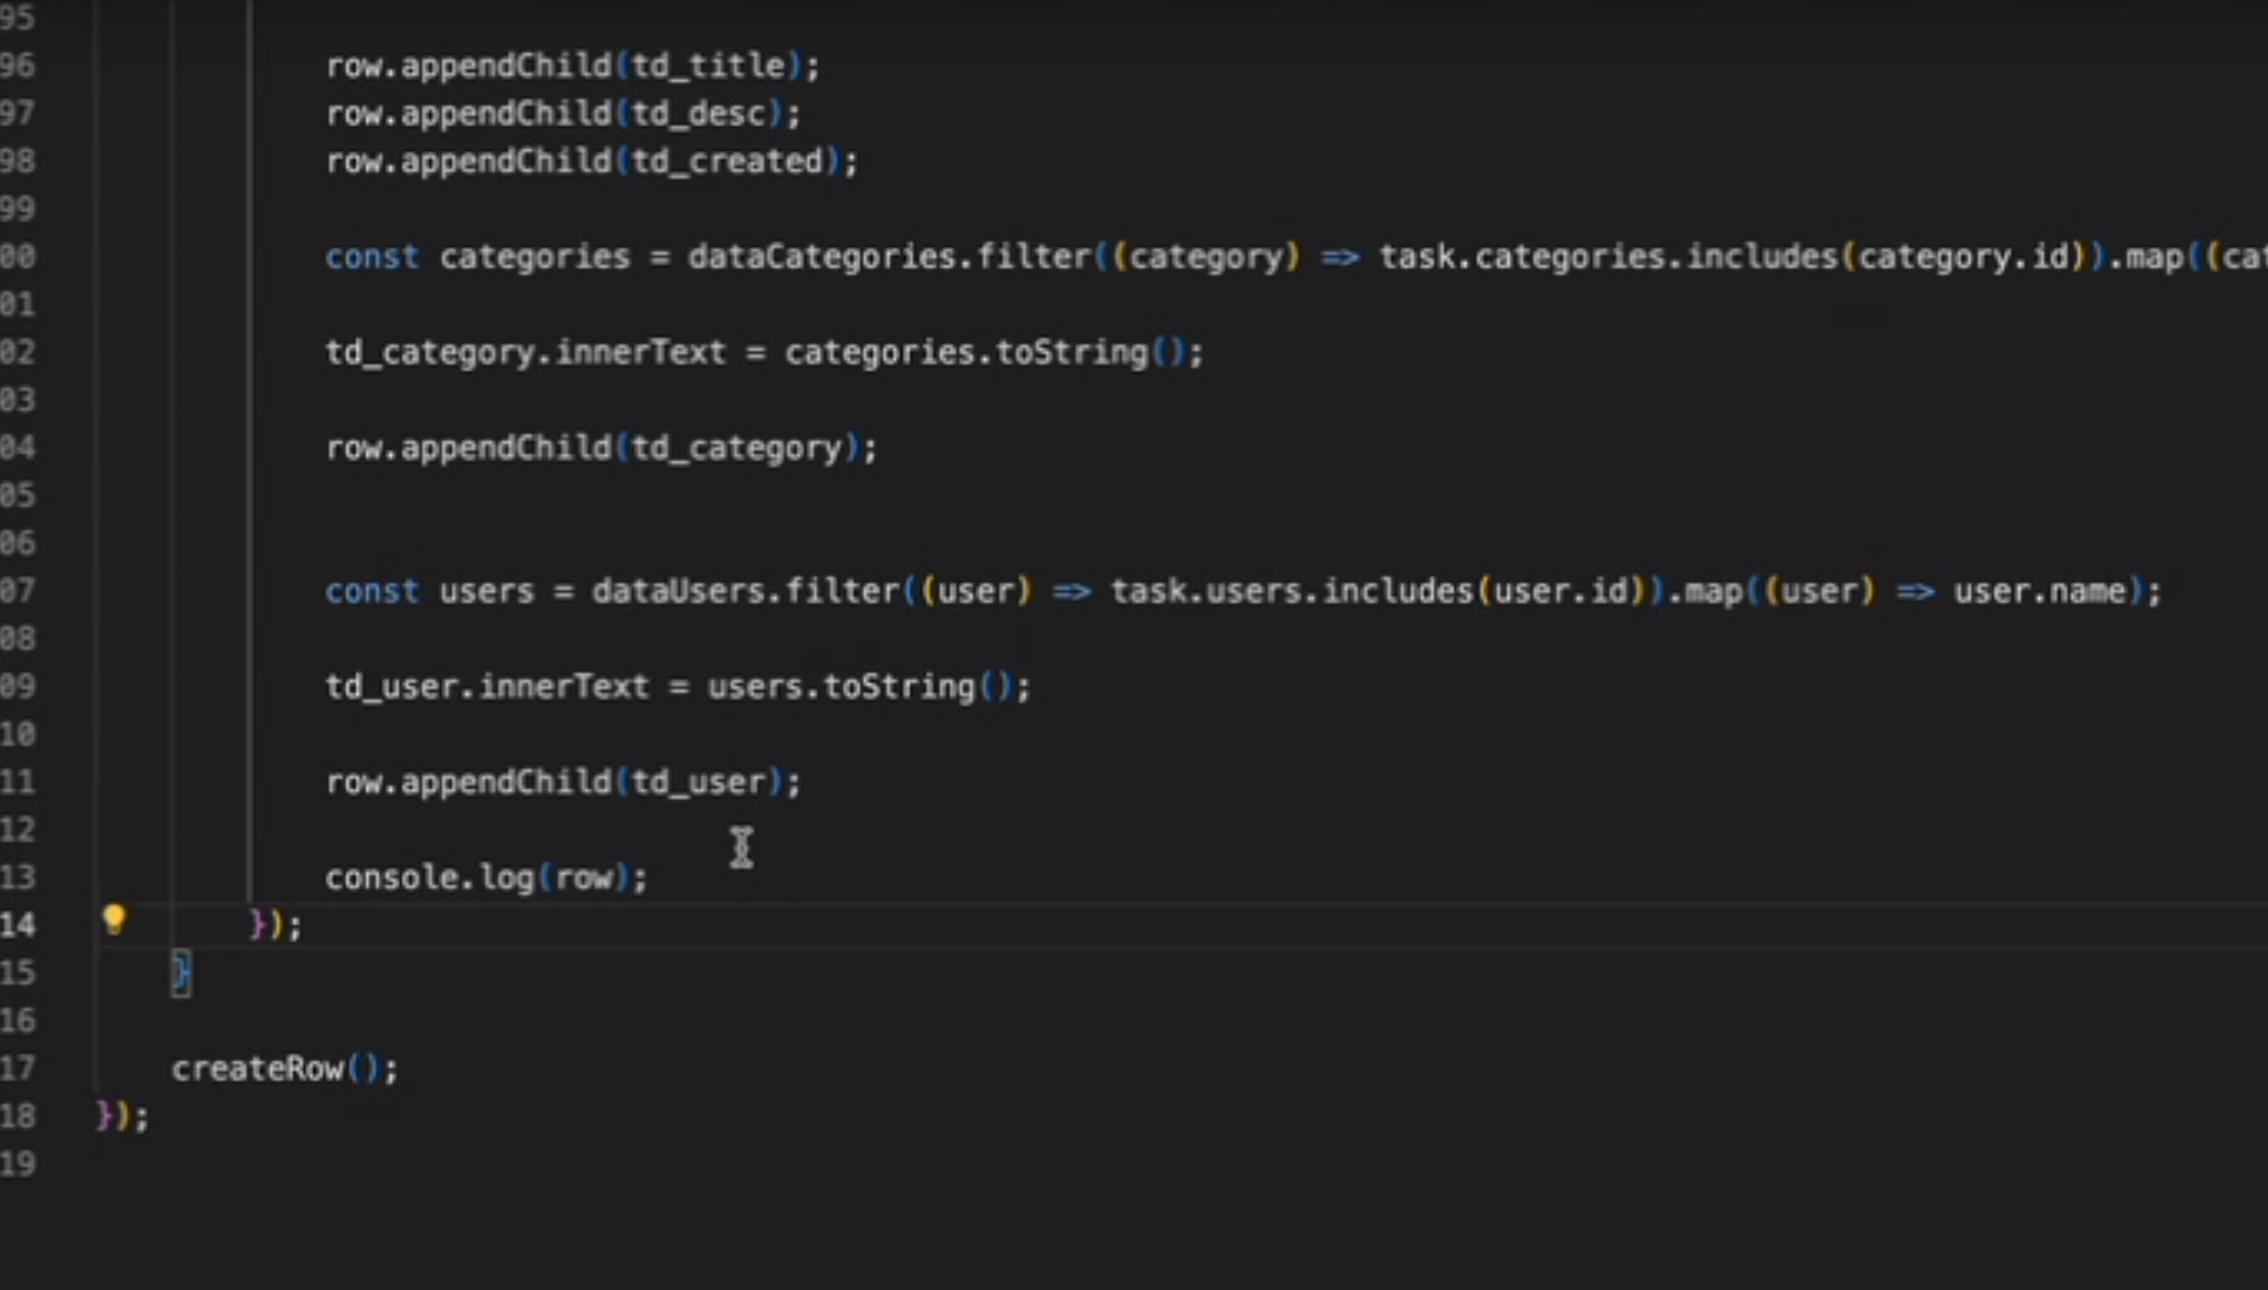 95
96 row.appendChild(td_title);
97 row.appendChild(td_desc);
98 row.appendChild(td_created);
99
00 const categories = dataCategories.filter((category) => task.categories.includes(category.id)).map((cat
01
02 td_category.innerText = categories.toString();
03
04 row.appendChild(td_category);
05
06
07 const users = dataUsers.filter((user) => task.users.includes(user.id)).map((user) => user.name);
08
09 td_user.innerText = users.toString();
10
11 row.appendChild(td_user);
12
13 console.log(row);
14 });
15 }
16
17 createRow();
18 });
19